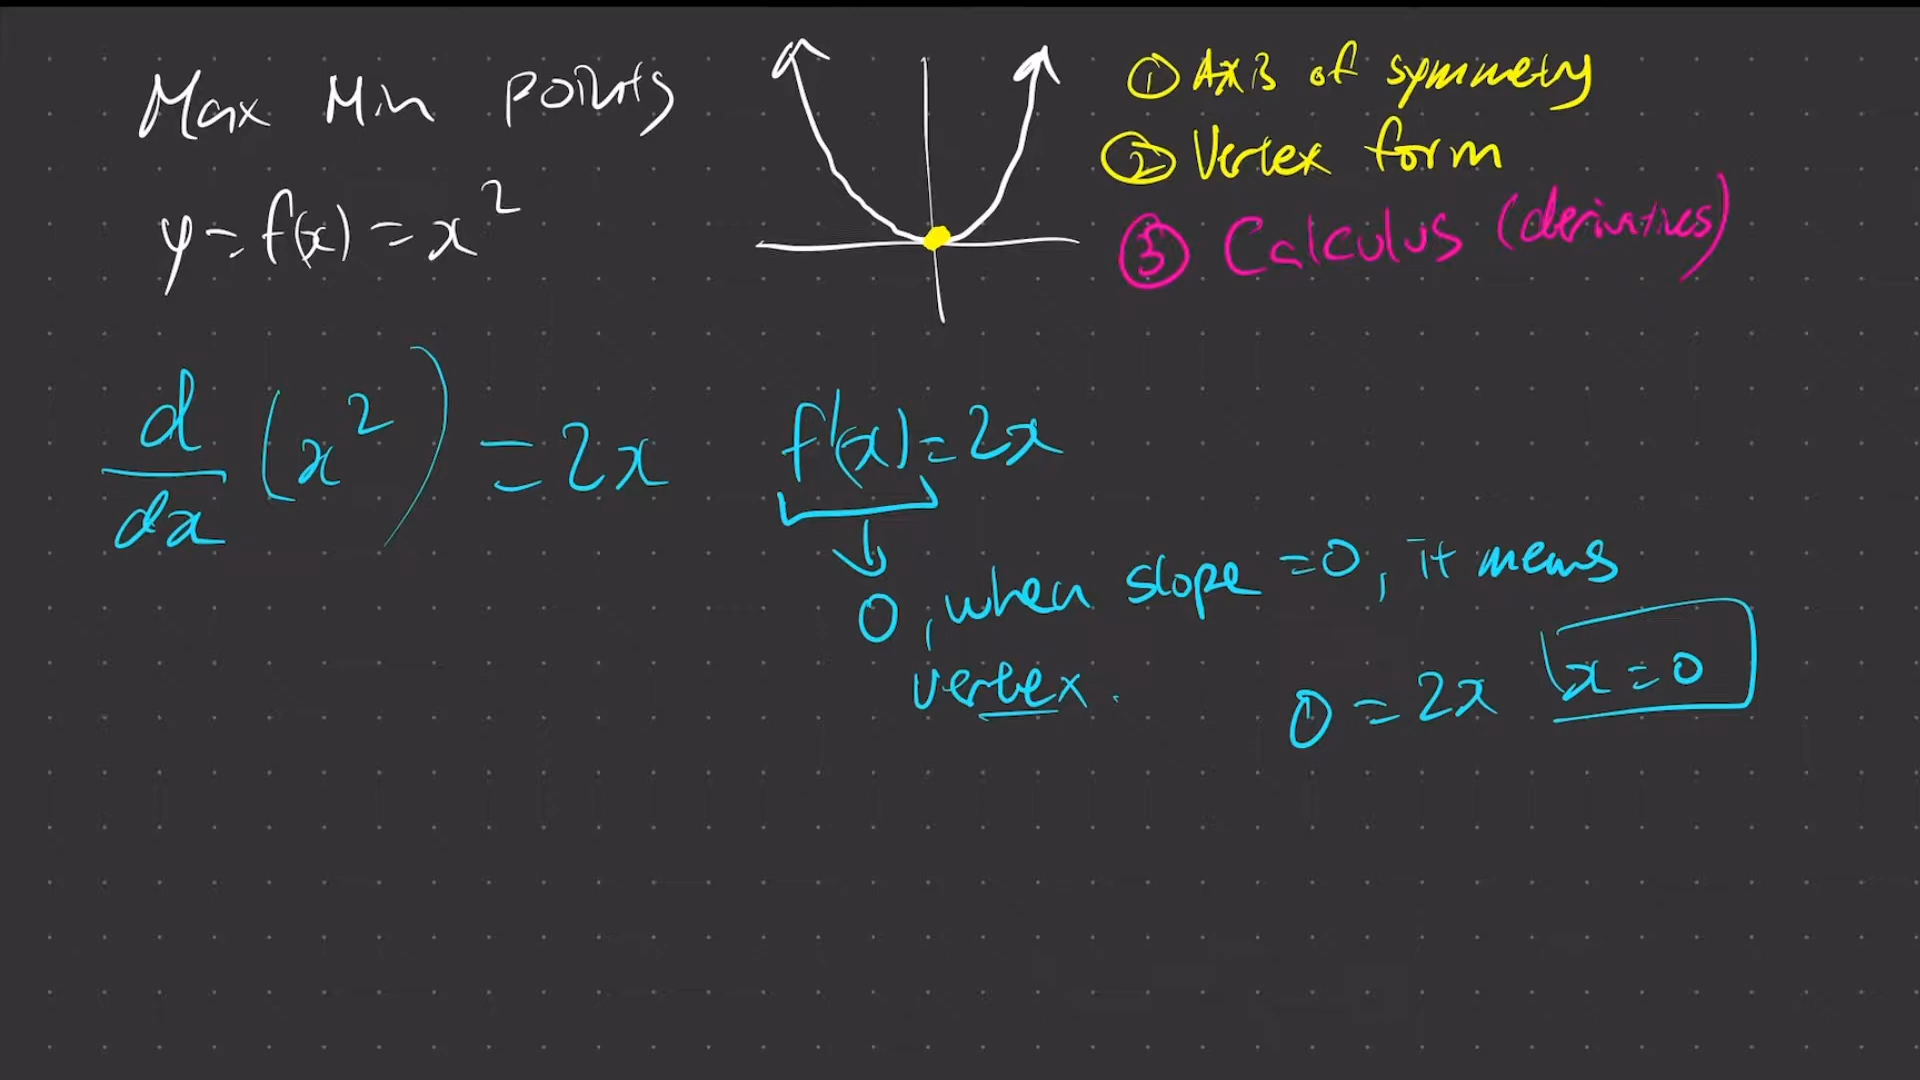 Max Min points
y = f(x) = x²
① Axis of symmetry
② Vertex form
③ Calculus (derivatives)
d/dx (x²) = 2x
f'(x) = 2x
0, when slope = 0, it means
vertex.
0 = 2x
x = 0